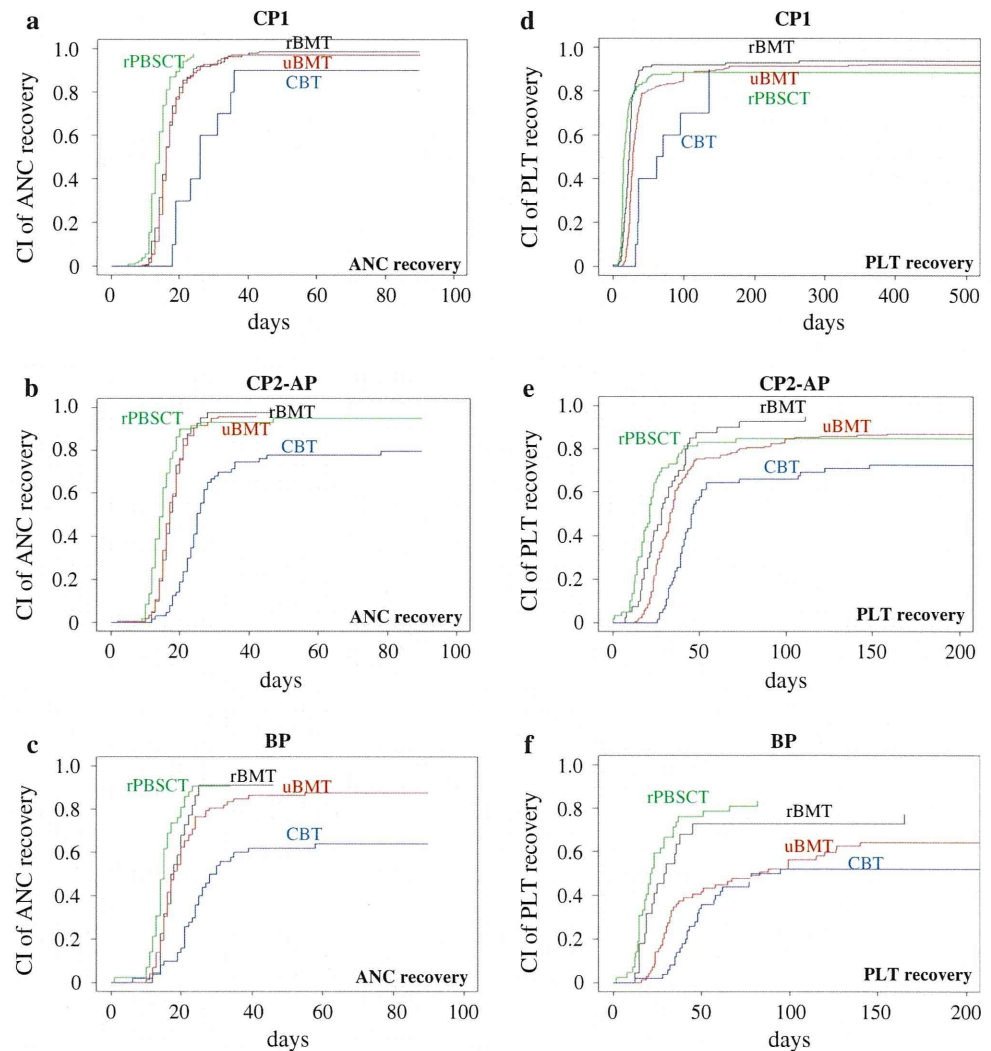 a
CP1
CI of ANC recovery
1.0
0.8
0.6
0.4
0.2
0
rPBSCT
rBMT
uBMT
CBT
ANC recovery
0 20 40 60 80 100
days
d
CP1
CI of PLT recovery
1.0
0.8
0.6
0.4
0.2
0
rBMT
uBMT
rPBSCT
CBT
PLT recovery
0 100 200 300 400 500
days
b
CP2-AP
CI of ANC recovery
1.0
0.8
0.6
0.4
0.2
0
rPBSCT
rBMT
uBMT
CBT
ANC recovery
0 20 40 60 80 100
days
e
CP2-AP
CI of PLT recovery
1.0
0.8
0.6
0.4
0.2
0
rBMT
rPBSCT
uBMT
CBT
PLT recovery
0 50 100 150 200
days
c
BP
CI of ANC recovery
1.0
0.8
0.6
0.4
0.2
0
rPBSCT
rBMT
uBMT
CBT
ANC recovery
0 20 40 60 80 100
days
f
BP
CI of PLT recovery
1.0
0.8
0.6
0.4
0.2
0
rPBSCT
rBMT
uBMT
CBT
PLT recovery
0 50 100 150 200
days